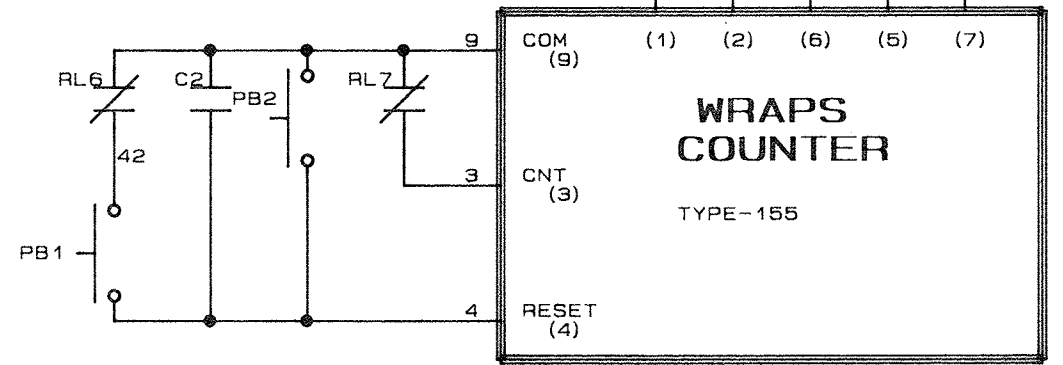 9 COM (1) (2) (6) (5) (7)
(9)
RL6 C2 PB2 RL7
WRAPS
COUNTER
42
3 CNT
(3)
TYPE-155
PB1
4 RESET
(4)